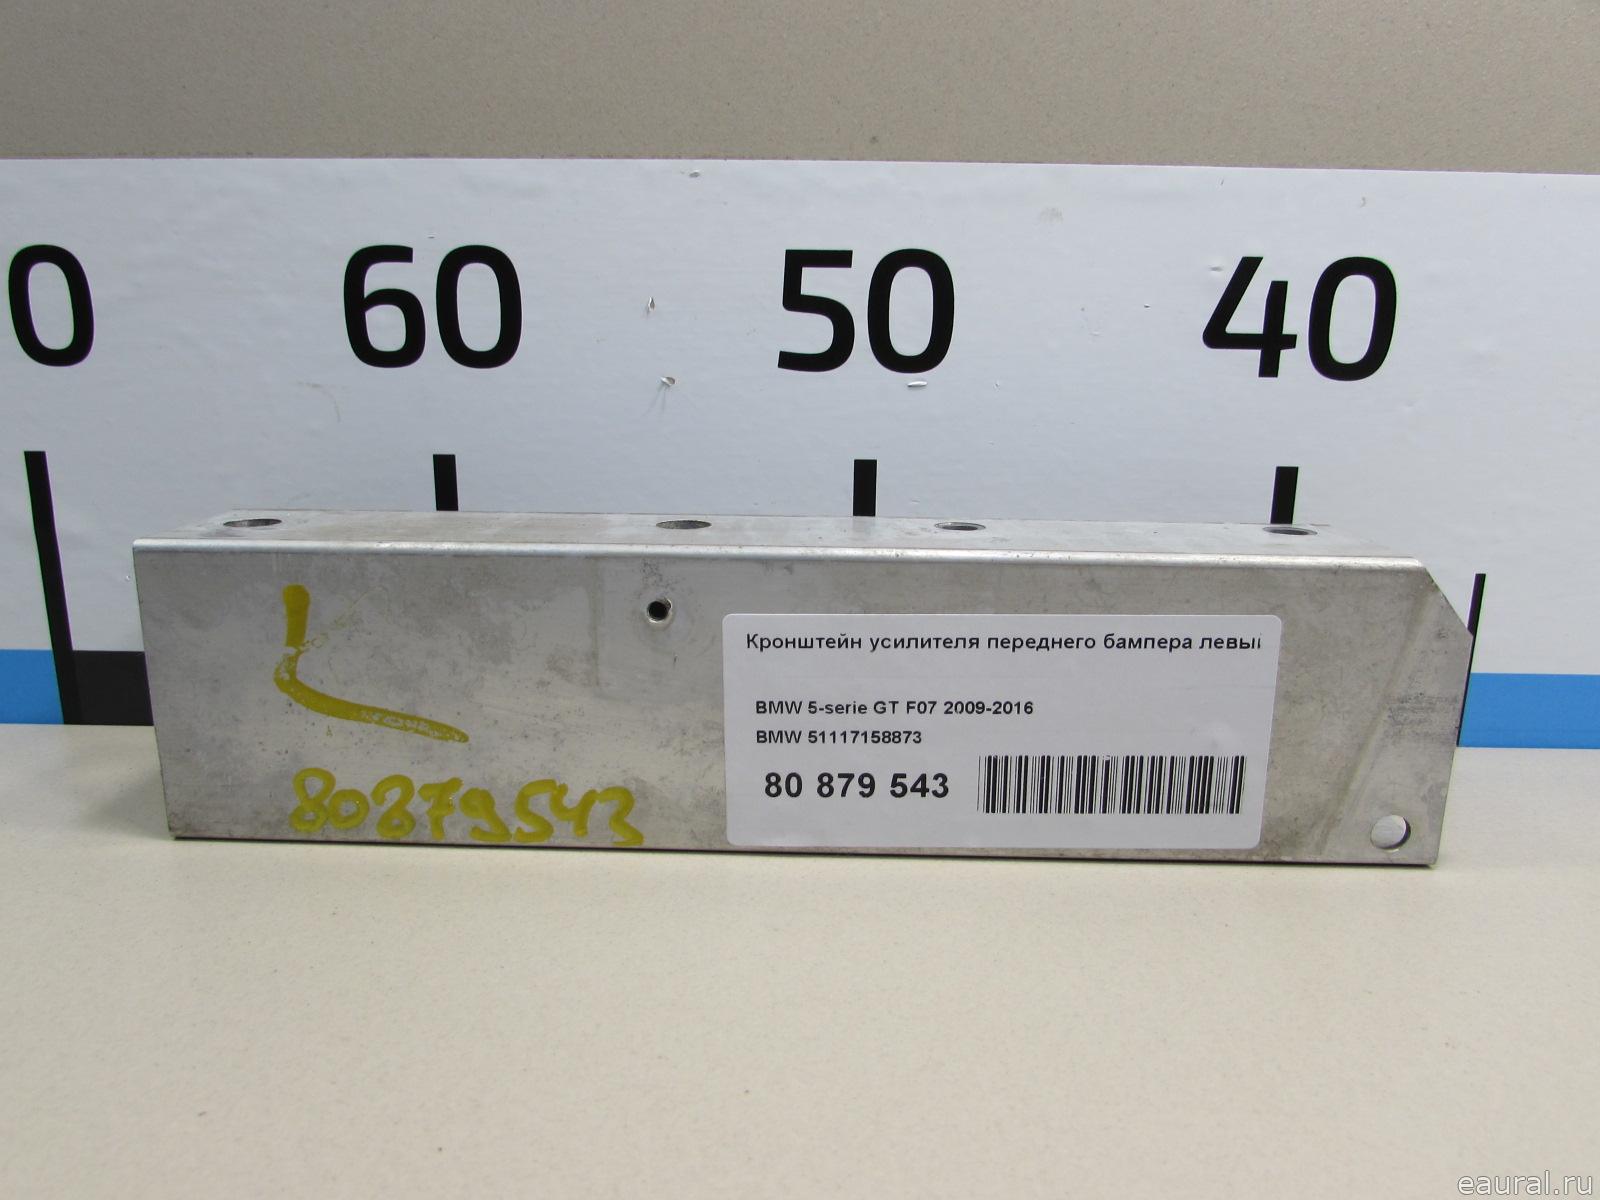 0 60 50 40
L
80879543
Кронштейн усилителя переднего бампера левы
BMW 5-serie GT F07 2009-2016
BMW 51117158873
80 879 543
eaural.ru